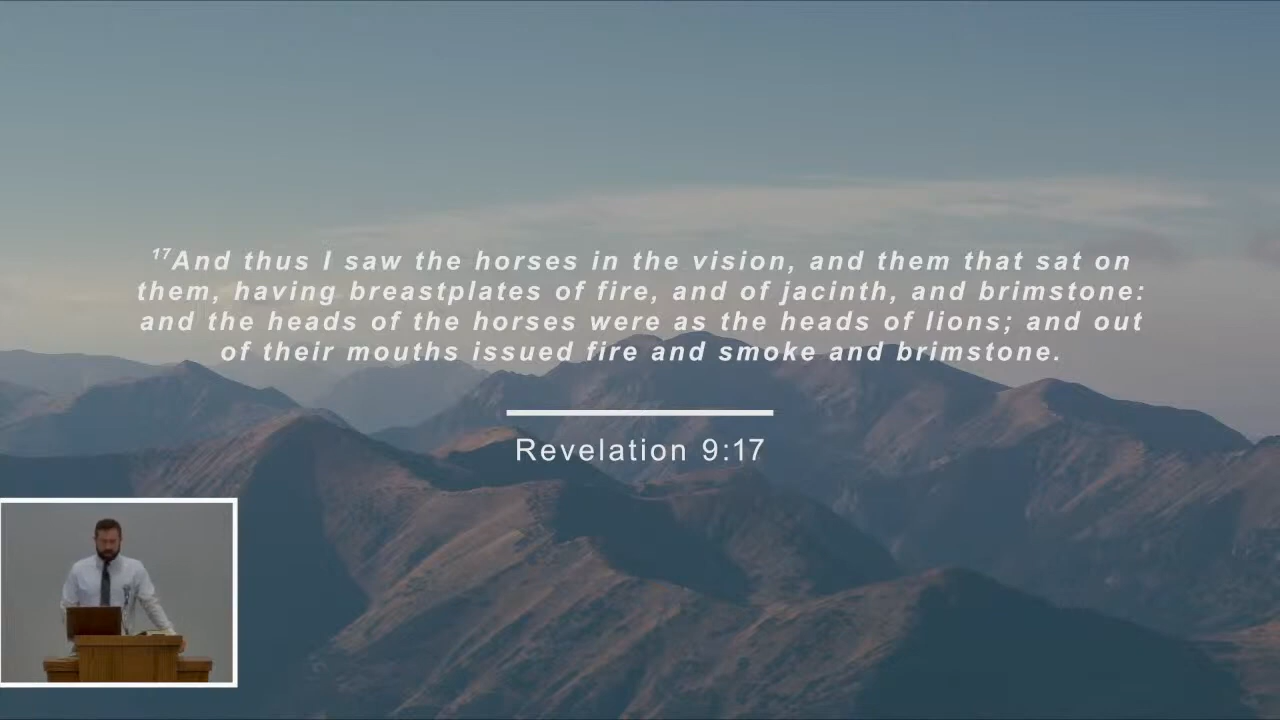 ¹⁷And thus I saw the horses in the vision, and them that sat on
them, having breastplates of fire, and of jacinth, and brimstone:
and the heads of the horses were as the heads of lions; and out
of their mouths issued fire and smoke and brimstone.
Revelation 9:17